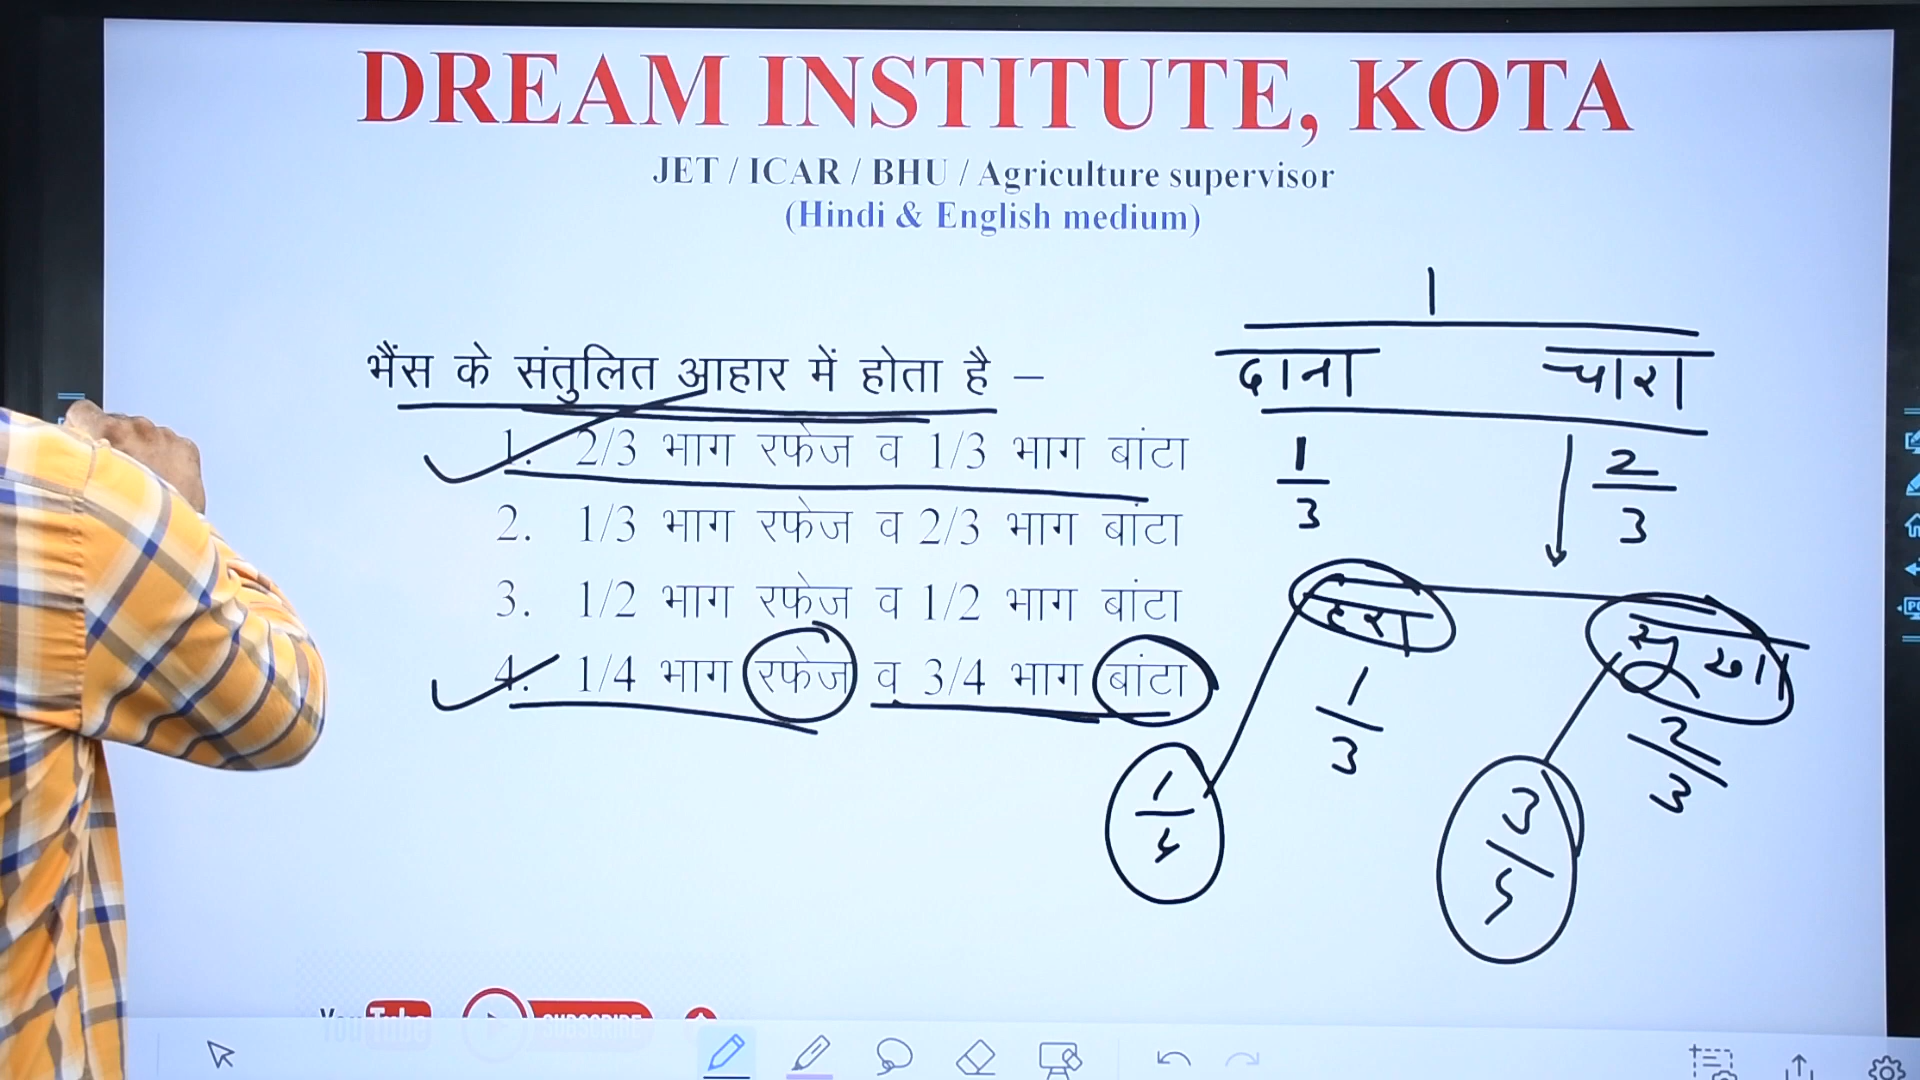 DREAM INSTITUTE, KOTA
JET / ICAR / BHU / Agriculture supervisor
(Hindi & English medium)
भैंस के संतुलित आहार में होता है –
1. 2/3 भाग रफेज व 1/3 भाग बांटा
2. 1/3 भाग रफेज व 2/3 भाग बांटा
3. 1/2 भाग रफेज व 1/2 भाग बांटा
4. 1/4 भाग रफेज व 3/4 भाग बांटा
1
दाना चारा
1/3 2/3
हरा सूखा
1/3 2/3
3/5
YouTube SUBSCRIBE